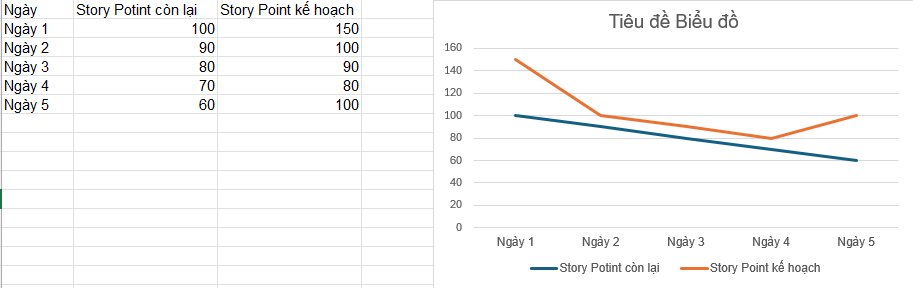 Ngày Story Potint còn lại Story Point kế hoạch
Ngày 1 100 150
Ngày 2 90 100
Ngày 3 80 90
Ngày 4 70 80
Ngày 5 60 100
Tiêu đề Biểu đồ
160
140
120
100
80
60
40
20
0
Ngày 1 Ngày 2 Ngày 3 Ngày 4 Ngày 5
Story Potint còn lại Story Point kế hoạch